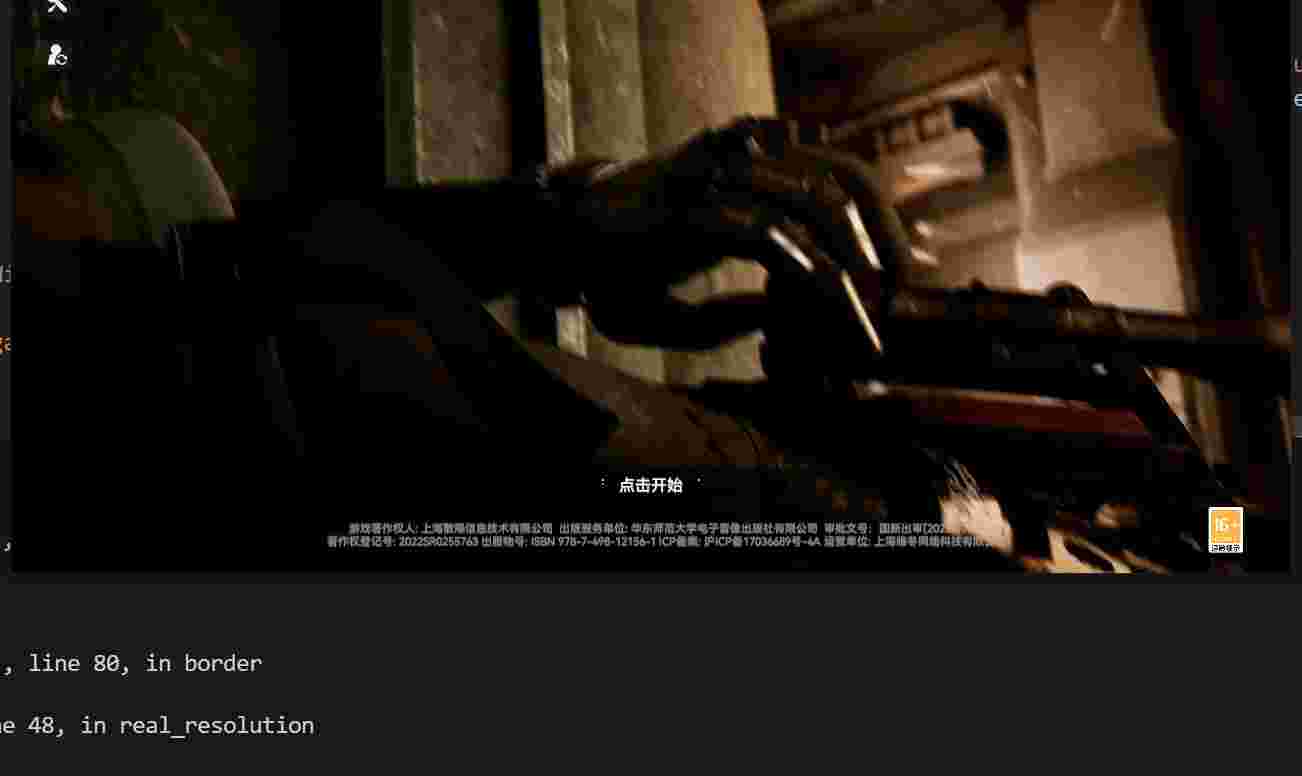 点击开始
游戏著作权人: 上海散爆信息技术有限公司 出版服务单位: 华东师范大学电子音像出版社有限公司 审批文号: 国新出审[202
著作权登记号: 2022SR0255763 出版物号: ISBN 978-7-498-12156-1 ICP备案: 沪ICP备17036689号-4A 运营单位: 上海
16+
适龄提示
, line 80, in border
e 48, in real_resolution